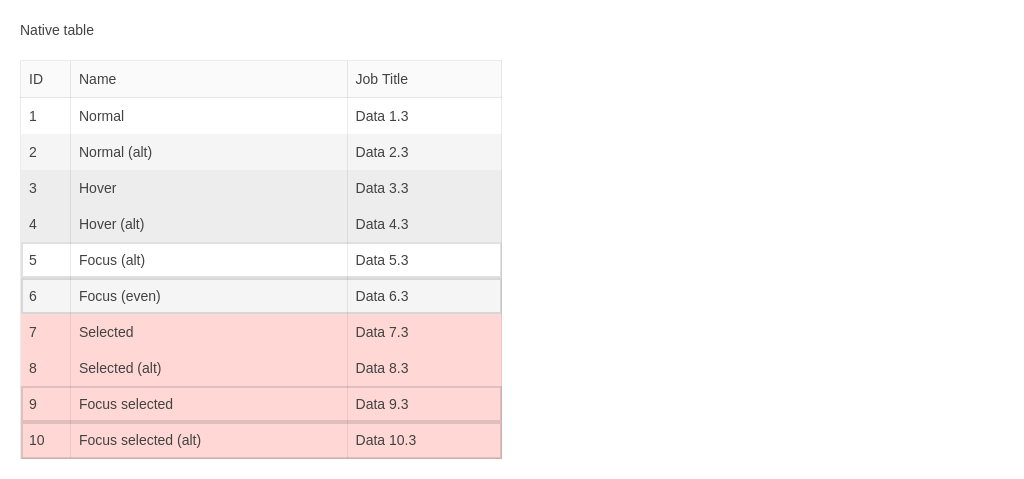 Native table
ID Name Job Title
1 Normal Data 1.3
2 Normal (alt) Data 2.3
3 Hover Data 3.3
4 Hover (alt) Data 4.3
5 Focus (alt) Data 5.3
6 Focus (even) Data 6.3
7 Selected Data 7.3
8 Selected (alt) Data 8.3
9 Focus selected Data 9.3
10 Focus selected (alt) Data 10.3